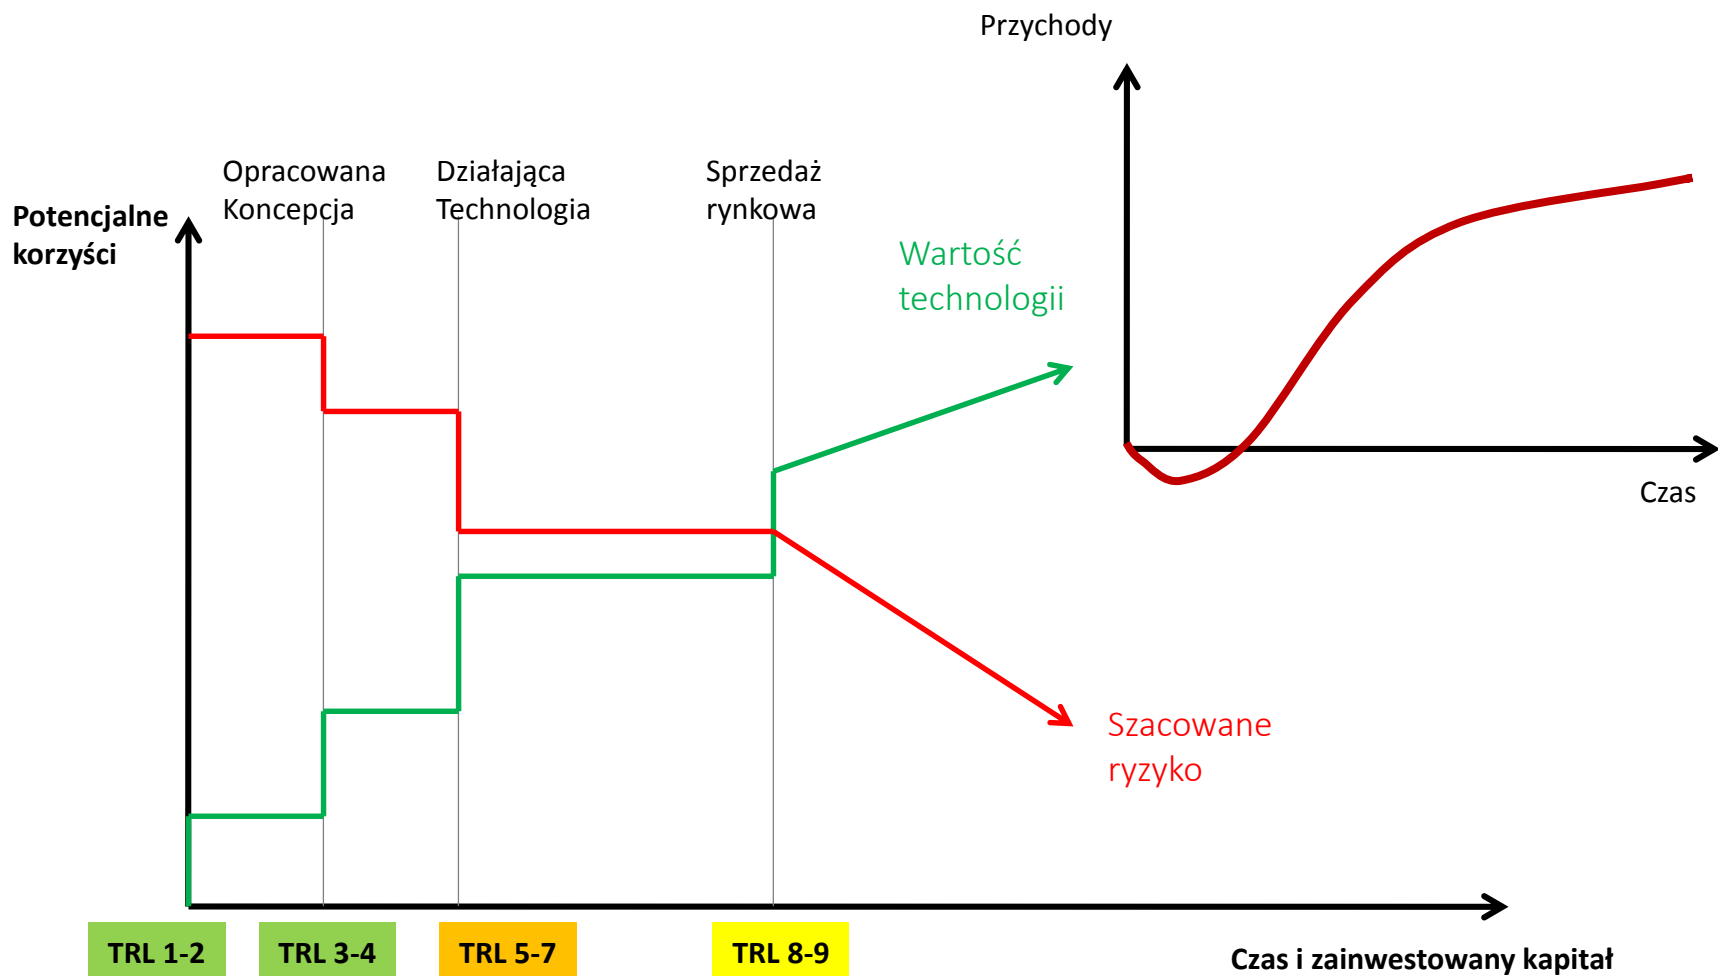 Przychody
Opracowana
Koncepcja
Działająca
Technologia
Sprzedaż
rynkowa
Potencjalne
korzyści
Wartość
technologii
Czas
Szacowane
ryzyko
TRL 1-2
TRL 3-4
TRL 5-7
TRL 8-9
Czas i zainwestowany kapitał